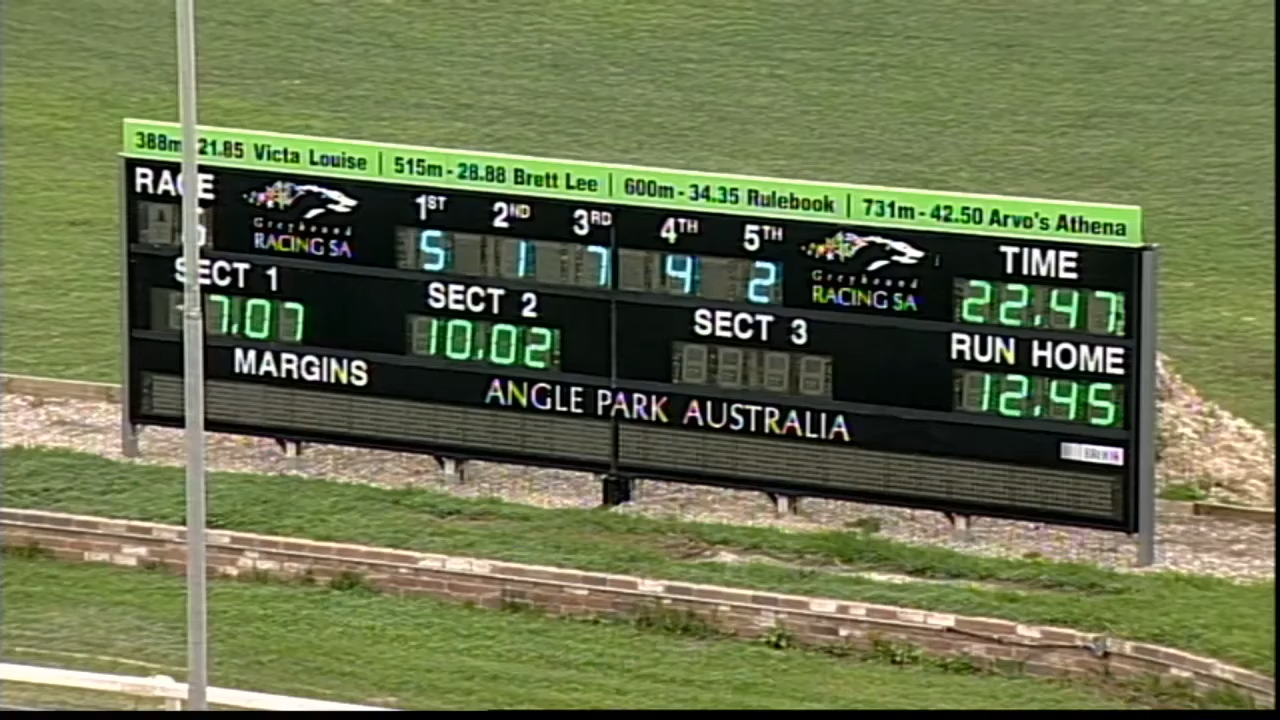 388m - 21.85 Victa Louise | 515m - 28.88 Brett Lee | 600m - 34.35 Rulebook | 731m - 42.50 Arvo's Athena
RACE
Greyhound
RACING SA
1ST 2ND 3RD 4TH 5TH
5 1 7 4 2
Greyhound
RACING SA
TIME
22.47
SECT 1
7.07
SECT 2
10.02
SECT 3
RUN HOME
12.45
MARGINS
ANGLE PARK AUSTRALIA